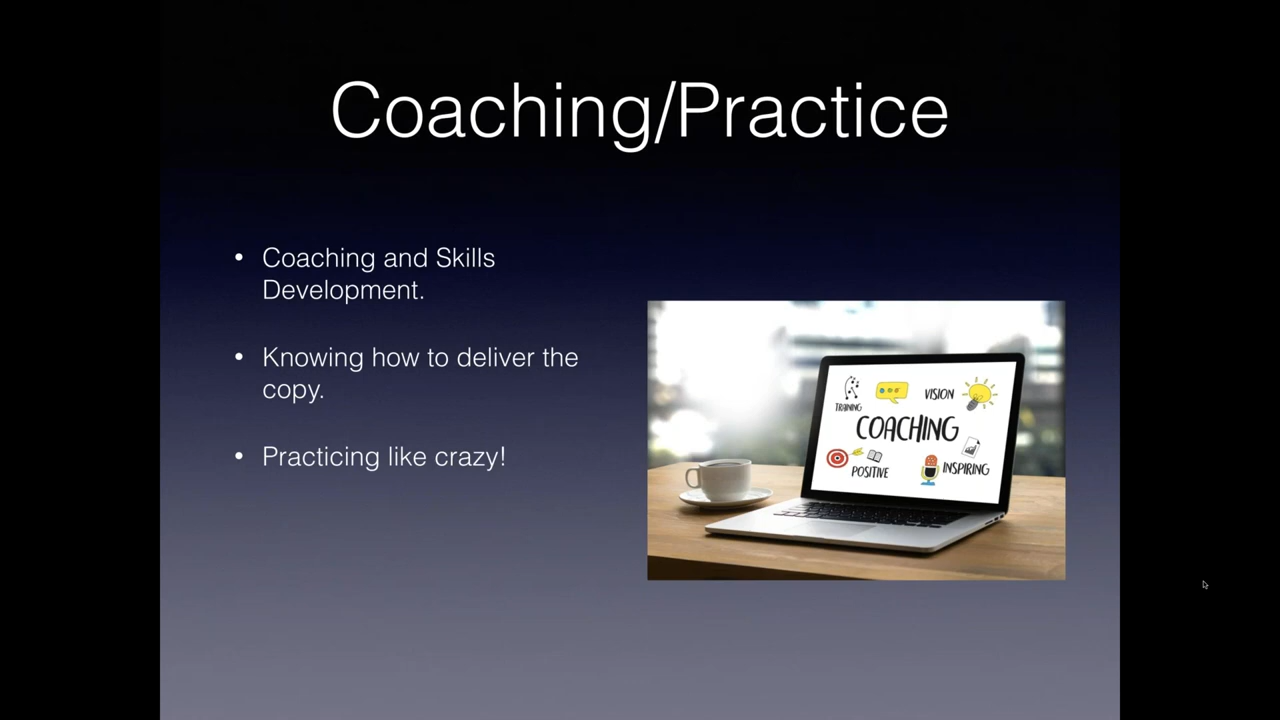 Coaching/Practice
• Coaching and Skills
Development.
• Knowing how to deliver the
copy.
• Practicing like crazy!
TRAINING
VISION
COACHING
POSITIVE
INSPIRING